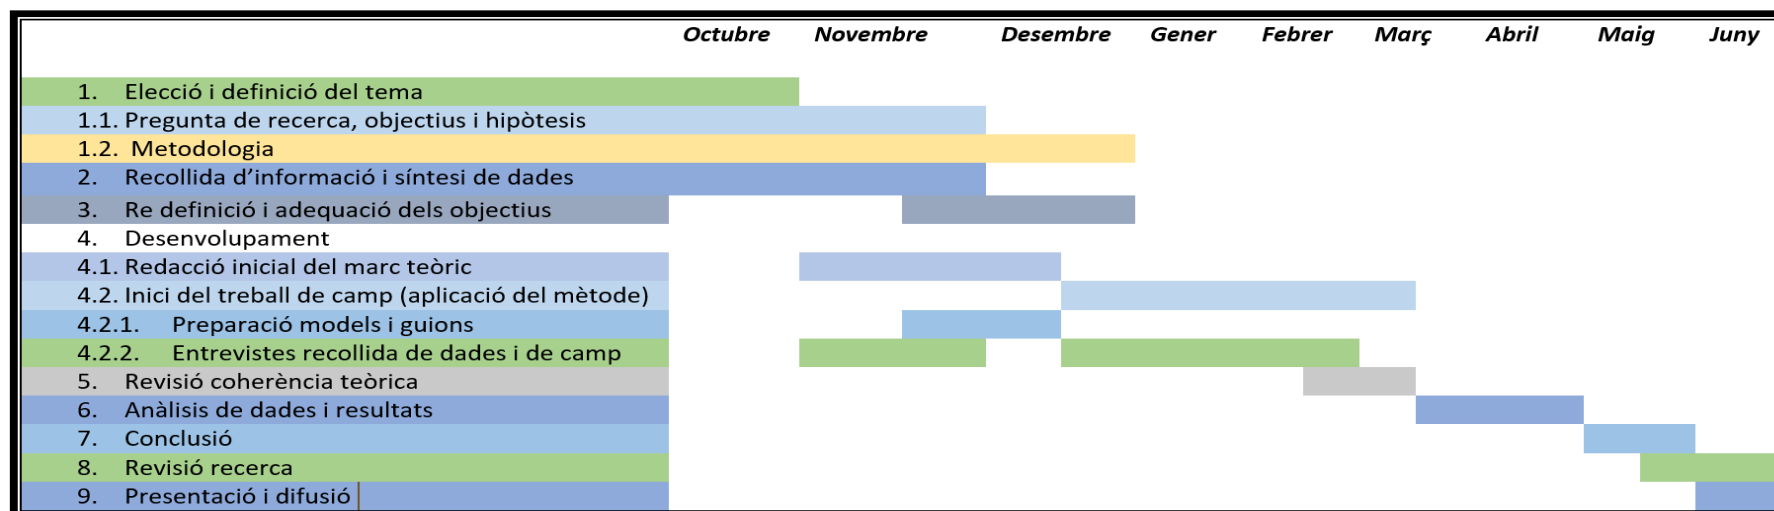 Octubre Novembre Desembre Gener Febrer Març Abril Maig Juny
1. Elecció i definició del tema
1.1. Pregunta de recerca, objectius i hipòtesis
1.2. Metodologia
2. Recollida d’informació i síntesi de dades
3. Re definició i adequació dels objectius
4. Desenvolupament
4.1. Redacció inicial del marc teòric
4.2. Inici del treball de camp (aplicació del mètode)
4.2.1. Preparació models i guions
4.2.2. Entrevistes recollida de dades i de camp
5. Revisió coherència teòrica
6. Anàlisis de dades i resultats
7. Conclusió
8. Revisió recerca
9. Presentació i difusió